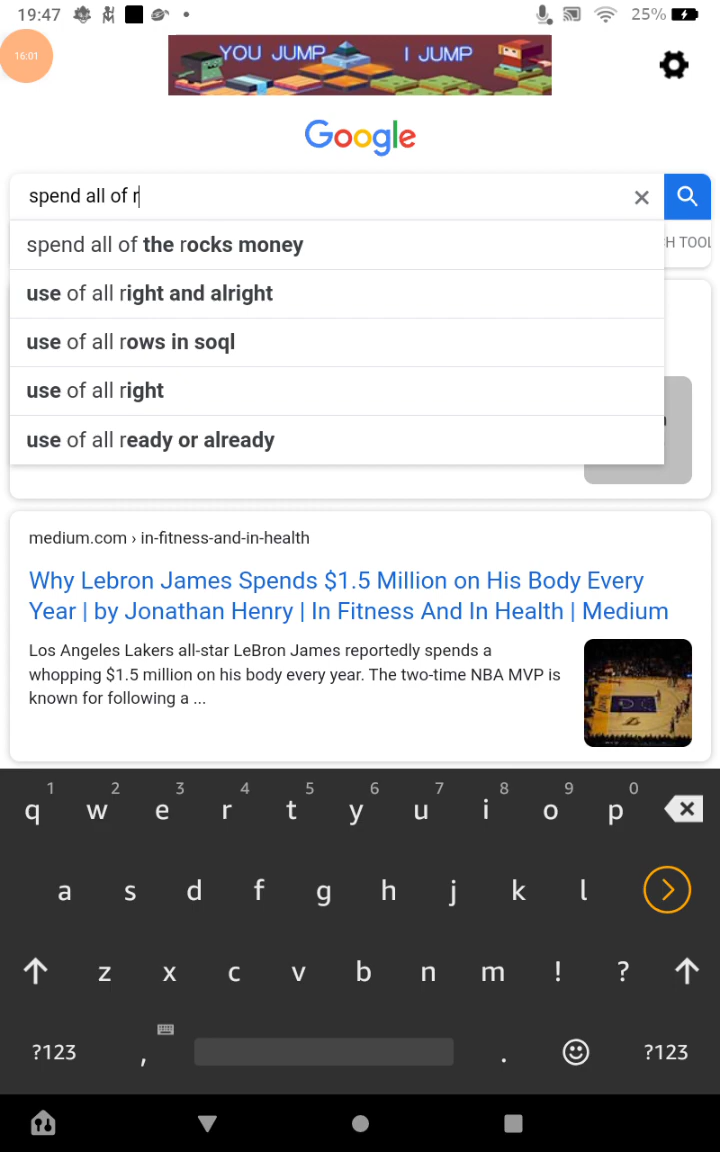 19:47
25%
16:01
YOU JUMP I JUMP
Google
spend all of r
spend all of the rocks money
H TOOL
use of all right and alright
use of all rows in soql
use of all right
use of all ready or already
medium.com › in-fitness-and-in-health
Why Lebron James Spends $1.5 Million on His Body Every
Year | by Jonathan Henry | In Fitness And In Health | Medium
Los Angeles Lakers all-star LeBron James reportedly spends a
whopping $1.5 million on his body every year. The two-time NBA MVP is
known for following a ...
1 2 3 4 5 6 7 8 9 0
q w e r t y u i o p
a s d f g h j k l
z x c v b n m ! ?
?123 , . ?123